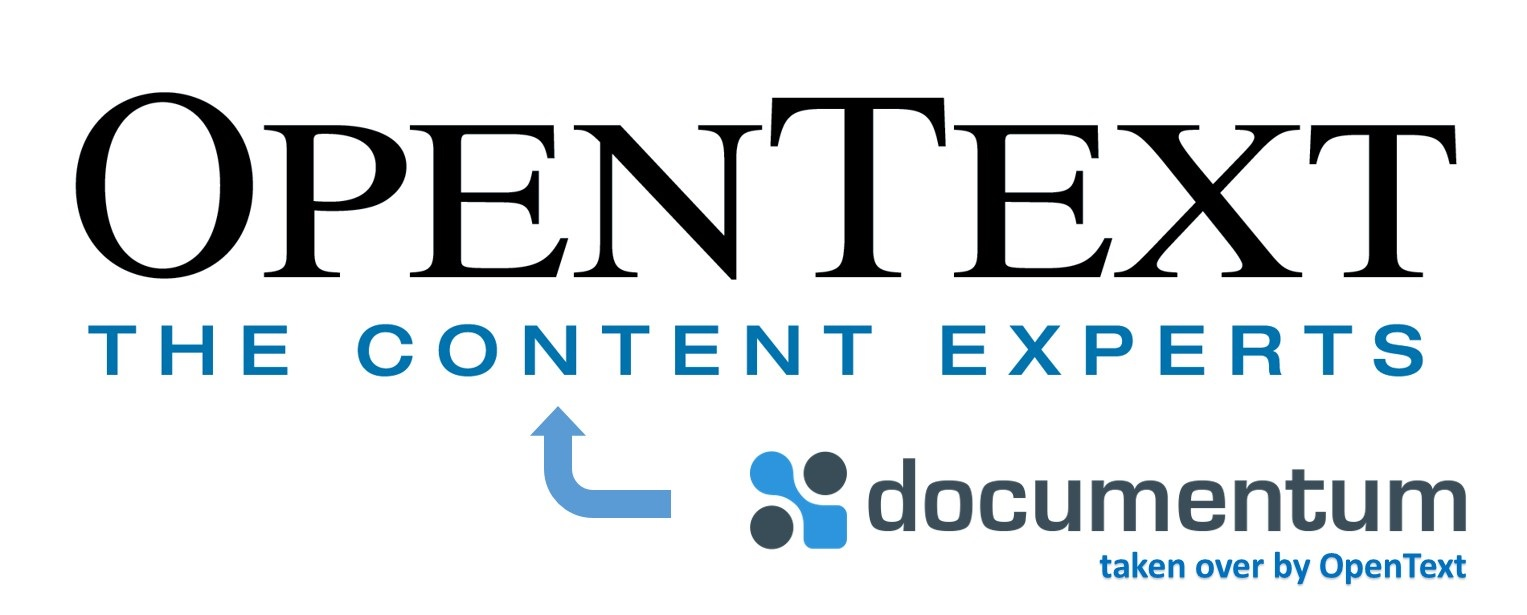 OPENTEXT
THE CONTENT EXPERTS
documentum
taken over by OpenText